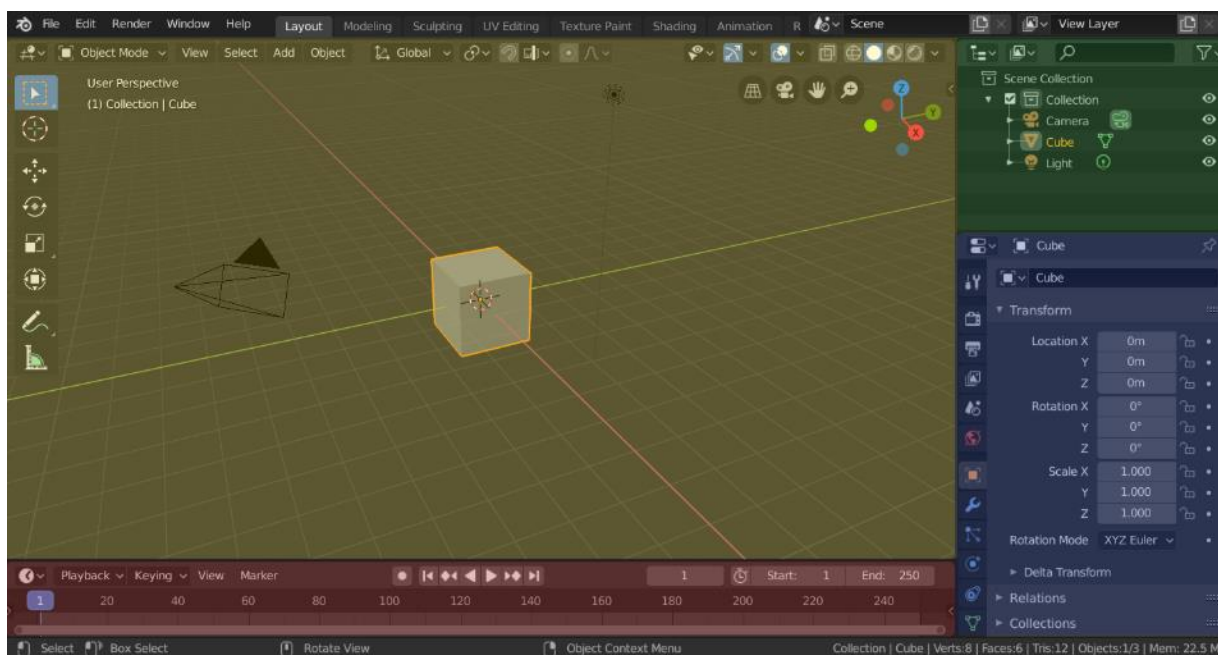 File Edit Render Window Help Layout Modeling Sculpting UV Editing Texture Paint Shading Animation R Scene View Layer
Object Mode View Select Add Object Global
User Perspective
(1) Collection | Cube
Z
Y
X
Scene Collection
Collection
Camera
Cube
Light
Cube
Cube
Transform
Location X 0m
Y 0m
Z 0m
Rotation X 0°
Y 0°
Z 0°
Scale X 1.000
Y 1.000
Z 1.000
Rotation Mode XYZ Euler
Delta Transform
Relations
Collections
Playback Keying View Marker 1 Start: 1 End: 250
1 20 40 60 80 100 120 140 160 180 200 220 240
Select Box Select Rotate View Object Context Menu Collection | Cube | Verts:8 | Faces:6 | Tris:12 | Objects:1/3 | Mem: 22.5 M